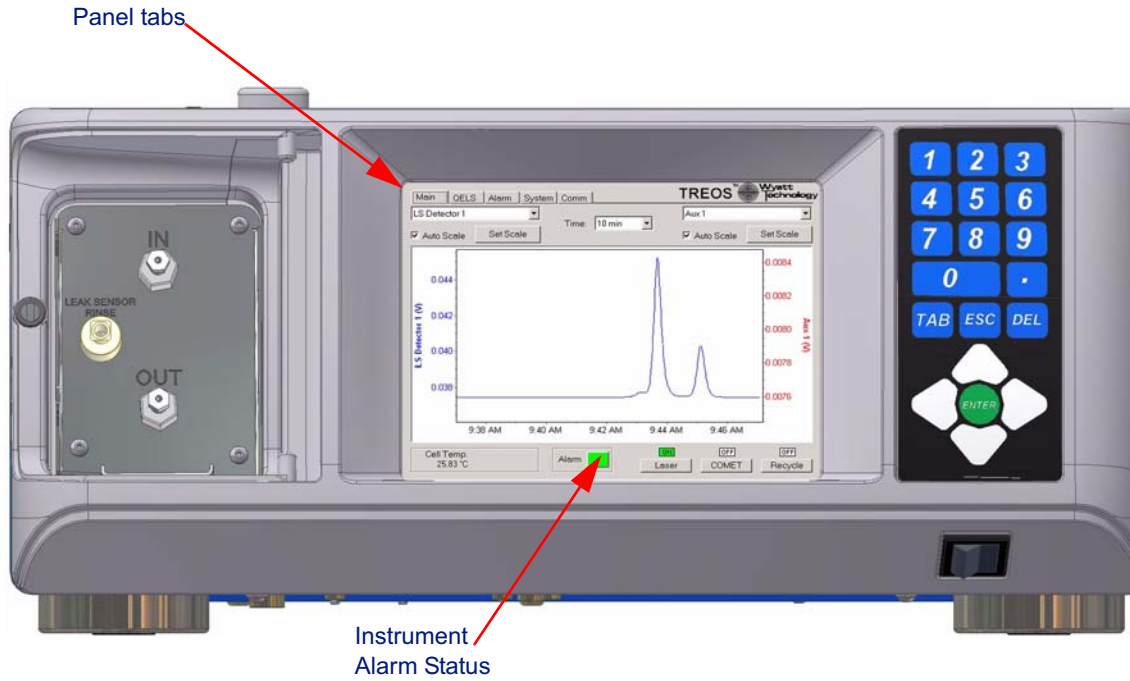 Panel tabs
IN
LEAK SENSOR
RINSE
OUT
Main QELS Alarm System Comm
TREOS™ Wyatt
Technology
LS Detector 1 Time: 10 min Aux 1
Auto Scale Set Scale Auto Scale Set Scale
LS Detector 1 (V)
0.044
0.042
0.040
0.038
0.0084
0.0082
0.0080
0.0078
0.0076
Aux 1 (V)
9:38 AM 9:40 AM 9:42 AM 9:44 AM 9:46 AM
Cell Temp.
25.83 °C
Alarm
ON OFF OFF
Laser COMET Recycle
1 2 3
4 5 6
7 8 9
0 .
TAB ESC DEL
ENTER
Instrument
Alarm Status